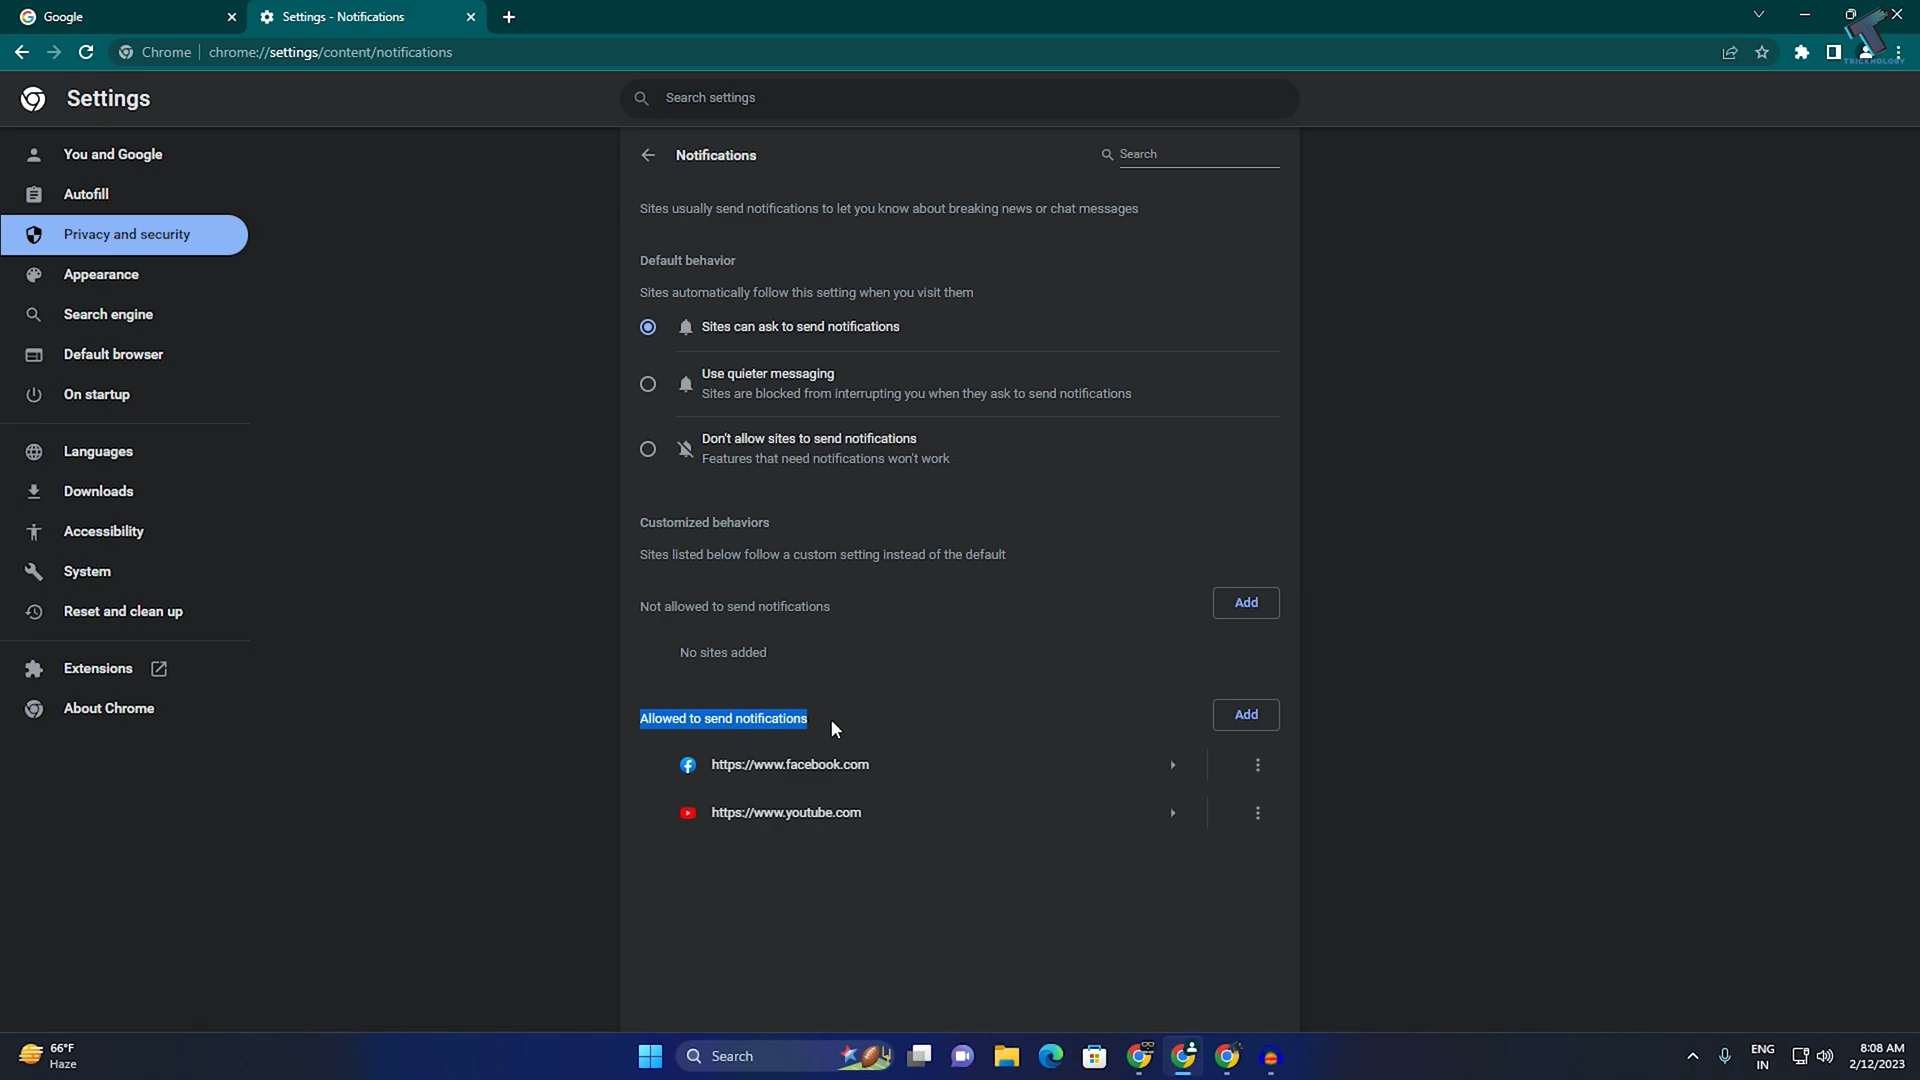 Google
Settings - Notifications
Chrome
chrome://settings/content/notifications
TRICKNOLOGY
Settings
Search settings
You and Google
Autofill
Privacy and security
Appearance
Search engine
Default browser
On startup
Languages
Downloads
Accessibility
System
Reset and clean up
Extensions
About Chrome
Notifications
Search
Sites usually send notifications to let you know about breaking news or chat messages
Default behavior
Sites automatically follow this setting when you visit them
Sites can ask to send notifications
Use quieter messaging
Sites are blocked from interrupting you when they ask to send notifications
Don't allow sites to send notifications
Features that need notifications won't work
Customized behaviors
Sites listed below follow a custom setting instead of the default
Not allowed to send notifications
Add
No sites added
Allowed to send notifications
Add
https://www.facebook.com
https://www.youtube.com
66°F
Haze
Search
ENG
IN
8:08 AM
2/12/2023